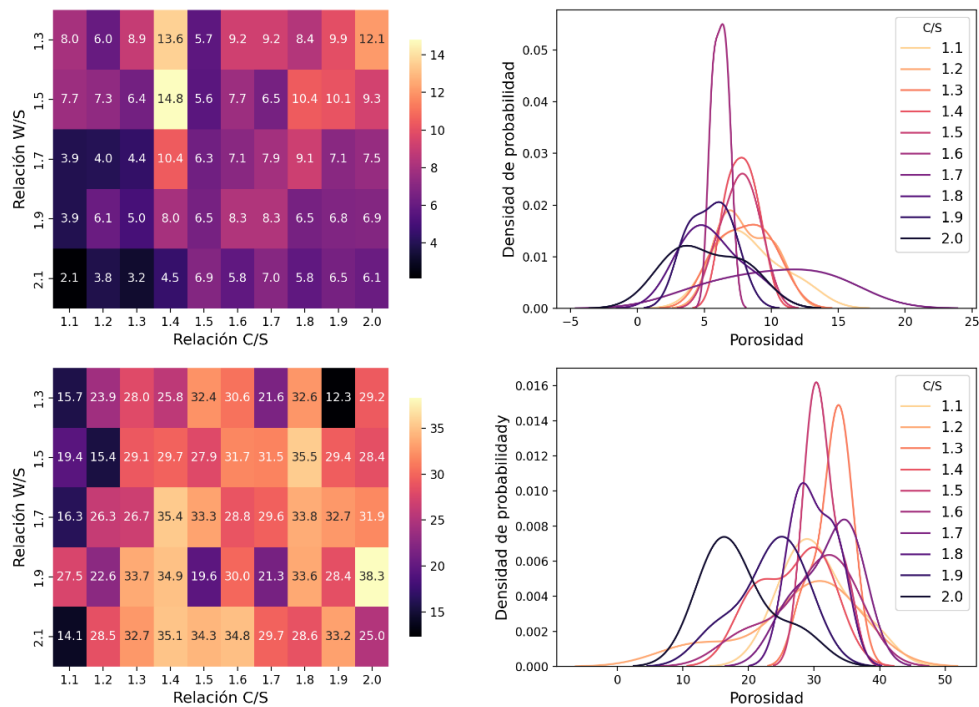 1.3 8.0 6.0 8.9 13.6 5.7 9.2 9.2 8.4 9.9 12.1
1.5 7.7 7.3 6.4 14.8 5.6 7.7 6.5 10.4 10.1 9.3
1.7 3.9 4.0 4.4 10.4 6.3 7.1 7.9 9.1 7.1 7.5
1.9 3.9 6.1 5.0 8.0 6.5 8.3 8.3 6.5 6.8 6.9
2.1 2.1 3.8 3.2 4.5 6.9 5.8 7.0 5.8 6.5 6.1
1.1 1.2 1.3 1.4 1.5 1.6 1.7 1.8 1.9 2.0
Relación W/S
Relación C/S
14
12
10
8
6
4
0.05
0.04
0.03
0.02
0.01
0.00
Densidad de probabilidad
−5 0 5 10 15 20 25
Porosidad
C/S
1.1
1.2
1.3
1.4
1.5
1.6
1.7
1.8
1.9
2.0
1.3 15.7 23.9 28.0 25.8 32.4 30.6 21.6 32.6 12.3 29.2
1.5 19.4 15.4 29.1 29.7 27.9 31.7 31.5 35.5 29.4 28.4
1.7 16.3 26.3 26.7 35.4 33.3 28.8 29.6 33.8 32.7 31.9
1.9 27.5 22.6 33.7 34.9 19.6 30.0 21.3 33.6 28.4 38.3
2.1 14.1 28.5 32.7 35.1 34.3 34.8 29.7 28.6 33.2 25.0
1.1 1.2 1.3 1.4 1.5 1.6 1.7 1.8 1.9 2.0
Relación W/S
Relación C/S
35
30
25
20
15
0.016
0.014
0.012
0.010
0.008
0.006
0.004
0.002
0.000
Densidad de probabilidady
0 10 20 30 40 50
Porosidad
C/S
1.1
1.2
1.3
1.4
1.5
1.6
1.7
1.8
1.9
2.0